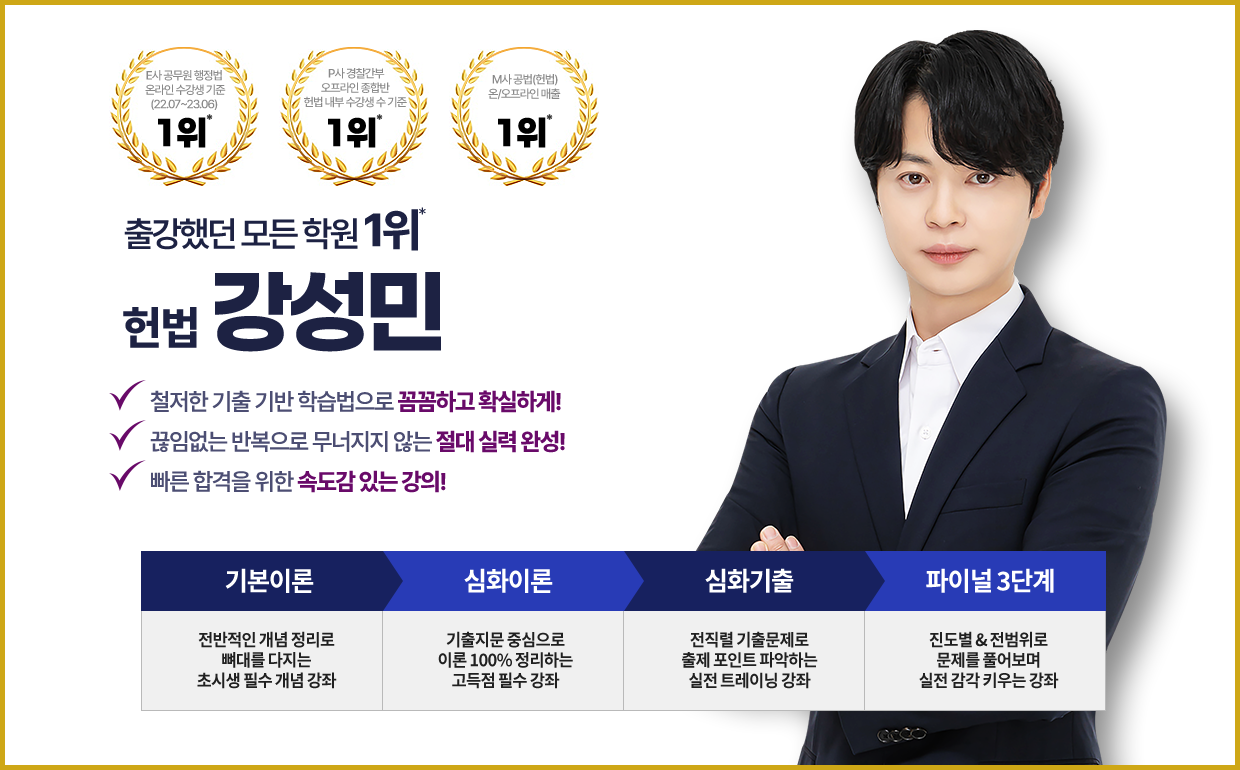 E사 공무원 행정법
온라인 수강생 기준
(22.07~23.06)
1위*
P사 경찰간부
오프라인 종합반
헌법 내부 수강생 수 기준
1위*
M사 공법(헌법)
온/오프라인 매출
1위*
출강했던 모든 학원 1위*
헌법 강성민
철저한 기출 기반 학습법으로 꼼꼼하고 확실하게!
끊임없는 반복으로 무너지지 않는 절대 실력 완성!
빠른 합격을 위한 속도감 있는 강의!
기본이론
전반적인 개념 정리로
뼈대를 다지는
초시생 필수 개념 강좌
심화이론
기출지문 중심으로
이론 100% 정리하는
고득점 필수 강좌
심화기출
전직렬 기출문제로
출제 포인트 파악하는
실전 트레이닝 강좌
파이널 3단계
진도별 & 전범위로
문제를 풀어보며
실전 감각 키우는 강좌